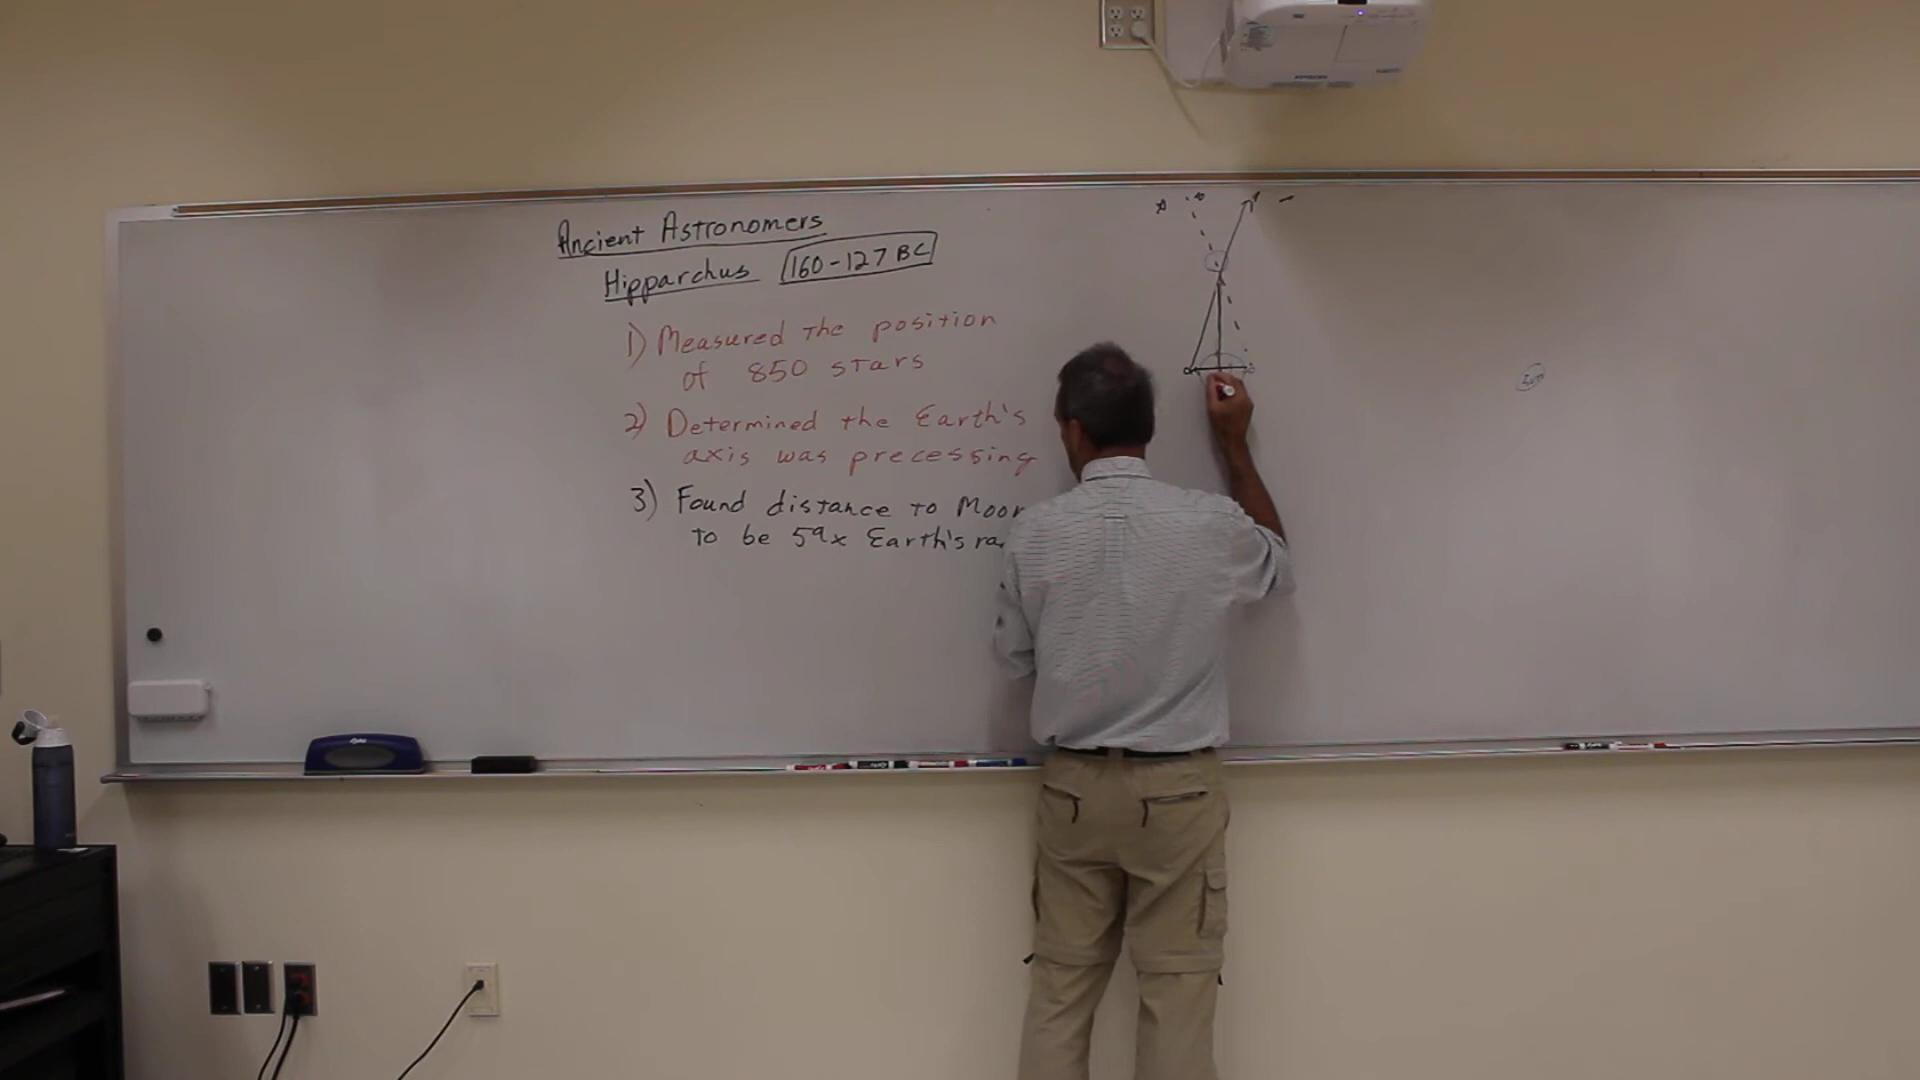 Ancient Astronomers
Hipparchus 160-127 BC
1) Measured the position
of 850 stars
2) Determined the Earth's
axis was precessing
3) Found distance to Moon
to be 59x Earth's
EPSON